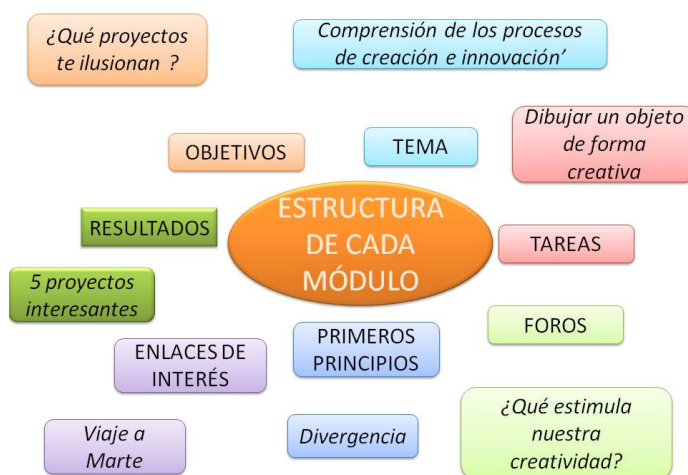 ¿Qué proyectos
te ilusionan ?
Comprensión de los procesos
de creación e innovación’
Dibujar un objeto
de forma
creativa
OBJETIVOS
TEMA
ESTRUCTURA
DE CADA
MÓDULO
RESULTADOS
TAREAS
5 proyectos
interesantes
FOROS
PRIMEROS
PRINCIPIOS
ENLACES DE
INTERÉS
¿Qué estimula
nuestra
creatividad?
Viaje a
Marte
Divergencia